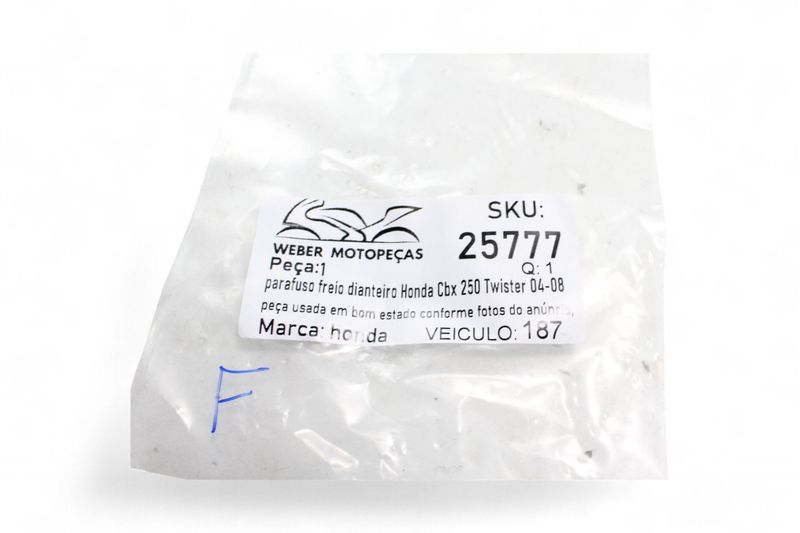 WEBER MOTOPEÇAS
SKU:
25777
Peça:1
Q: 1
parafuso freio dianteiro Honda Cbx 250 Twister 04-08
peça usada em bom estado conforme fotos do anúncio,
Marca: honda
VEICULO: 187
F